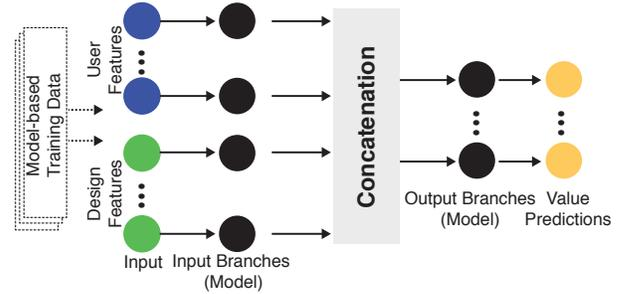 Model-based
Training Data
User
Features
Design
Features
Input
Input Branches
(Model)
Concatenation
Output Branches
(Model)
Value
Predictions